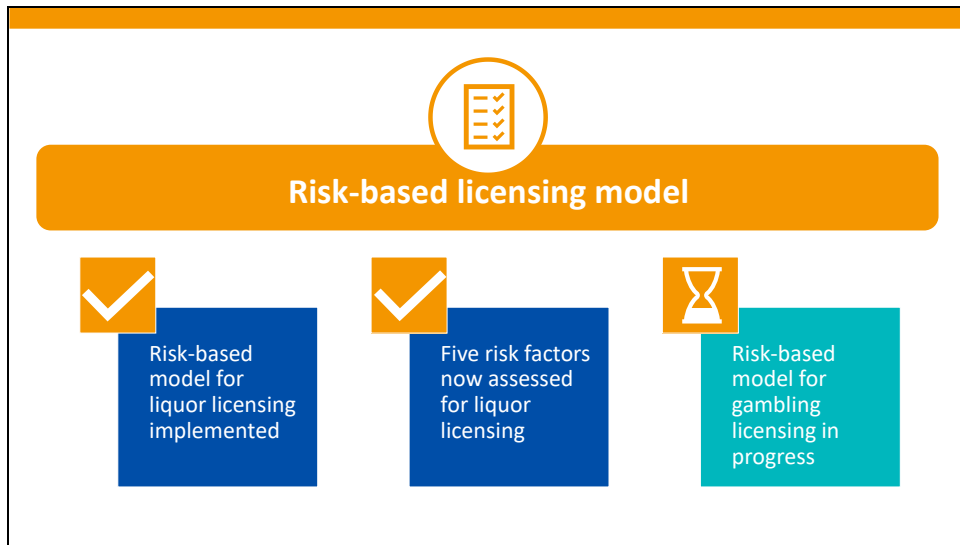 Risk-based licensing model
Risk-based
model for
liquor licensing
implemented
Five risk factors
now assessed
for liquor
licensing
Risk-based
model for
gambling
licensing in
progress